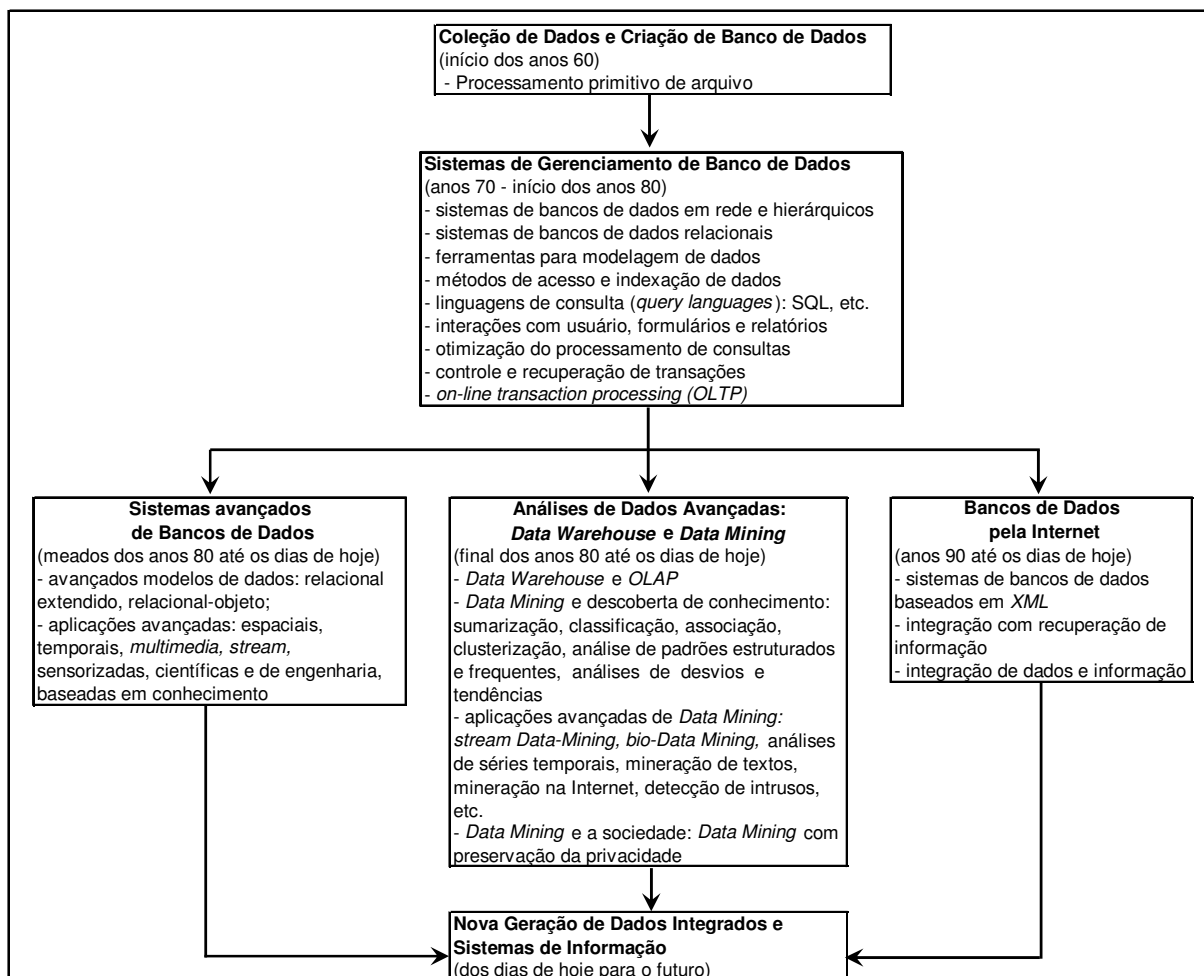 Coleção de Dados e Criação de Banco de Dados
(início dos anos 60)
- Processamento primitivo de arquivo
Sistemas de Gerenciamento de Banco de Dados
(anos 70 - início dos anos 80)
- sistemas de bancos de dados em rede e hierárquicos
- sistemas de bancos de dados relacionais
- ferramentas para modelagem de dados
- métodos de acesso e indexação de dados
- linguagens de consulta (query languages): SQL, etc.
- interações com usuário, formulários e relatórios
- otimização do processamento de consultas
- controle e recuperação de transações
- on-line transaction processing (OLTP)
Sistemas avançados
de Bancos de Dados
(meados dos anos 80 até os dias de hoje)
- avançados modelos de dados: relacional
extendido, relacional-objeto;
- aplicações avançadas: espaciais,
temporais, multimedia, stream,
sensorizadas, científicas e de engenharia,
baseadas em conhecimento
Análises de Dados Avançadas:
Data Warehouse e Data Mining
(final dos anos 80 até os dias de hoje)
- Data Warehouse e OLAP
- Data Mining e descoberta de conhecimento:
sumarização, classificação, associação,
clusterização, análise de padrões estruturados
e frequentes, análises de desvios e
tendências
- aplicações avançadas de Data Mining:
stream Data-Mining, bio-Data Mining, análises
de séries temporais, mineração de textos,
mineração na Internet, detecção de intrusos,
etc.
- Data Mining e a sociedade: Data Mining com
preservação da privacidade
Bancos de Dados
pela Internet
(anos 90 até os dias de hoje)
- sistemas de bancos de dados
baseados em XML
- integração com recuperação de
informação
- integração de dados e informação
Nova Geração de Dados Integrados e
Sistemas de Informação
(dos dias de hoje para o futuro)